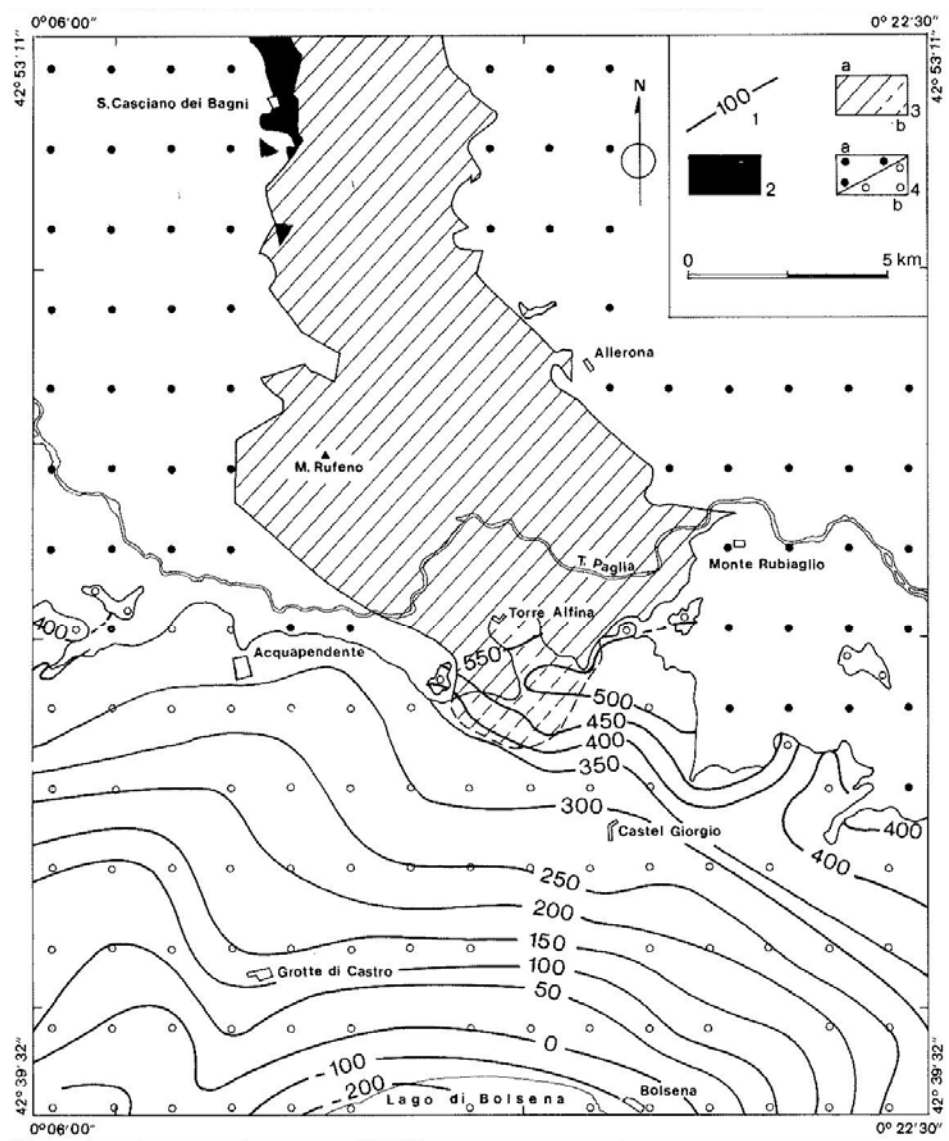 0° 06′ 00″
0° 22′ 30″
42° 53′ 11″
42° 53′ 11″
S. Casciano dei Bagni
N
100
1
a
3
b
2
a
4
b
0
5 km
Allerona
M. Rufeno
T. Paglia
Monte Rubiaglio
Torre Alfina
400
Acquapendente
550
500
450
400
350
300
Castel Giorgio
400
400
250
200
150
Grotte di Castro
100
50
0
-100
-200
Lago di Bolsena
Bolsena
42° 39′ 32″
42° 39′ 32″
0° 06′ 00″
0° 22′ 30″